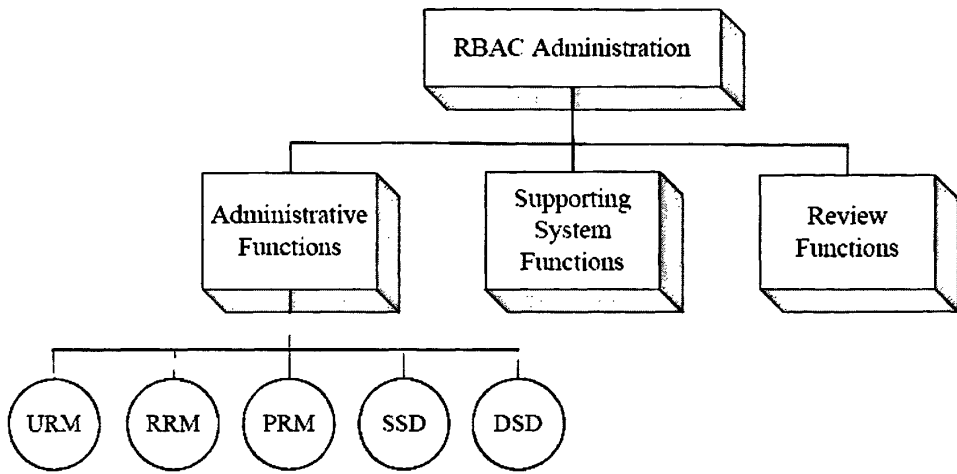 RBAC Administration
Administrative
Functions
Supporting
System
Functions
Review
Functions
URM
RRM
PRM
SSD
DSD